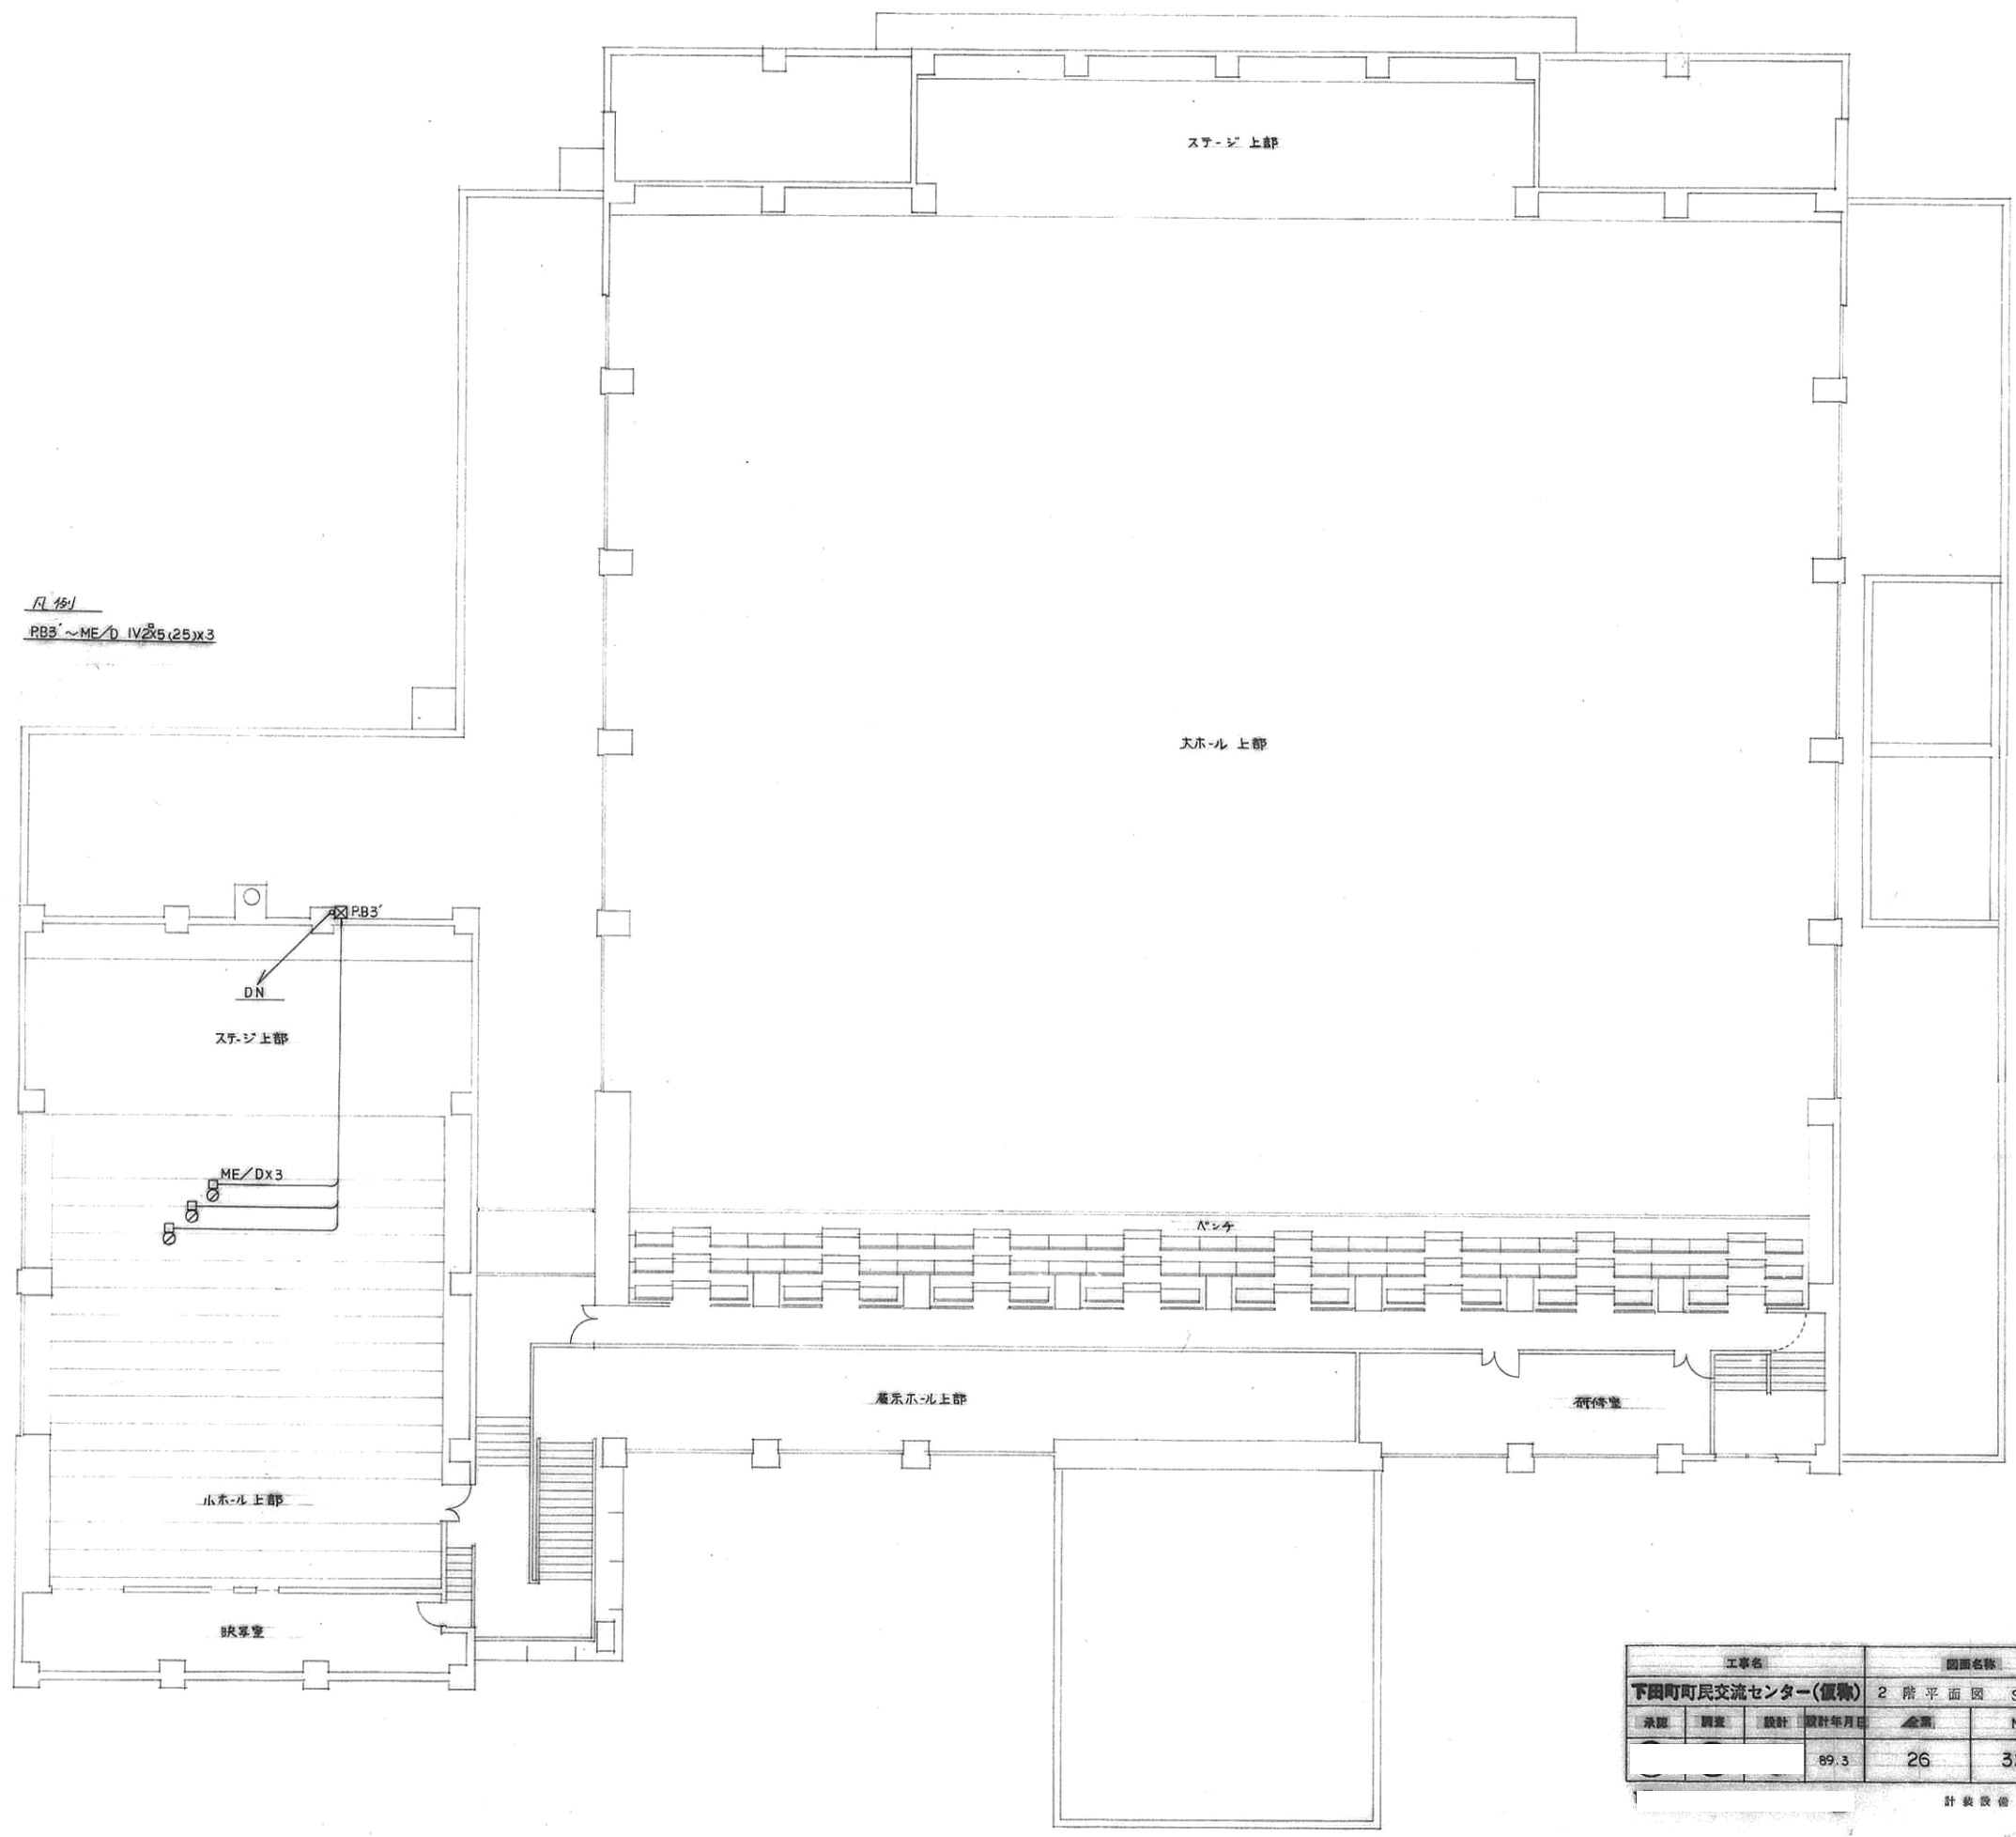 ステージ 上部
凡例
P.B3′～ME/D IV2□×5(25)×3
大ホール 上部
P.B3′
DN
ステージ上部
ME/D×3
ベンチ
展示ホール上部
研修室
小ホール上部
映写室
工事名
図面名称
下田町町民交流センター(仮称)
2 階 平 面 図
承認
調査
設計
設計年月日
全葉
89.3
26
計 装 設 備